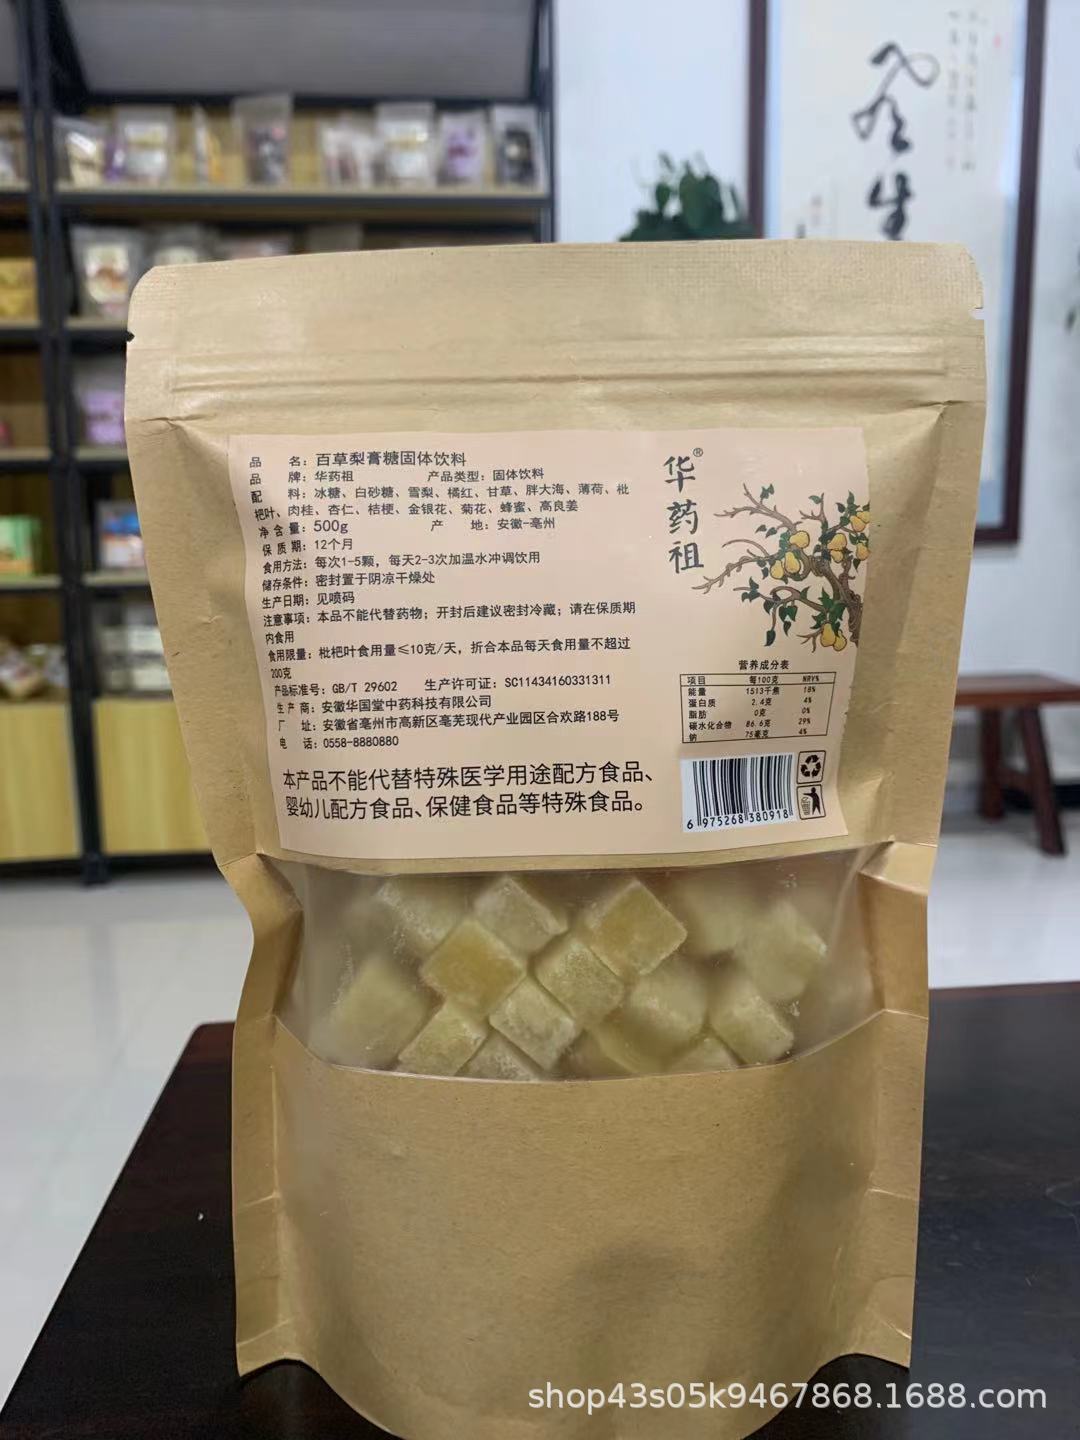 品 名：百草梨膏糖固体饮料
品 牌：华药祖 产品类型：固体饮料
配 料：冰糖、白砂糖、雪梨、橘红、甘草、胖大海、薄荷、枇
杷叶、肉桂、杏仁、桔梗、金银花、菊花、蜂蜜、高良姜
净 含 量：500g 产 地：安徽-亳州
保 质 期：12个月
食用方法：每次1-5颗，每天2-3次加温水冲调饮用
储存条件：密封置于阴凉干燥处
生产日期：见喷码
注意事项：本品不能代替药物；开封后建议密封冷藏；请在保质期
内食用
食用限量：枇杷叶食用量≤10克/天，折合本品每天食用量不超过
200克
产品标准号：GB/T 29602 生产许可证：SC11434160331311
生 产 商：安徽华国堂中药科技有限公司
厂 址：安徽省亳州市高新区亳芜现代产业园区合欢路188号
电 话：0558-8880880
本产品不能代替特殊医学用途配方食品、
婴幼儿配方食品、保健食品等特殊食品。
华®
药
祖
营养成分表
项目 每100克 NRV%
能量 1513千焦 18%
蛋白质 2.4克 4%
脂肪 0克 0%
碳水化合物 86.6克 29%
钠 75毫克 4%
6 975268 380918
shop43s05k9467868.1688.com